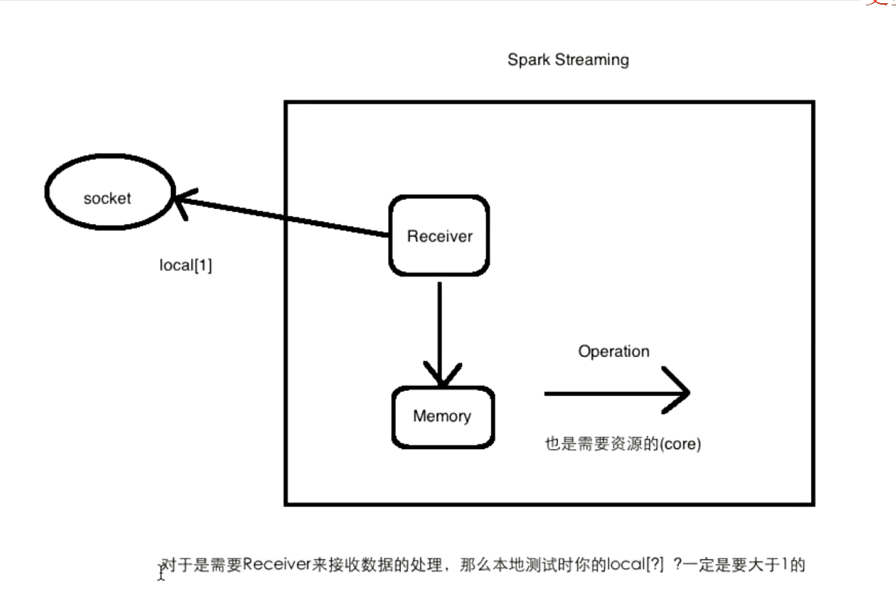 Spark Streaming
socket
Receiver
local[1]
Operation
Memory
也是需要资源的(core)
对于是需要Receiver来接收数据的处理，那么本地测试时你的local[?] ?一定是要大于1的